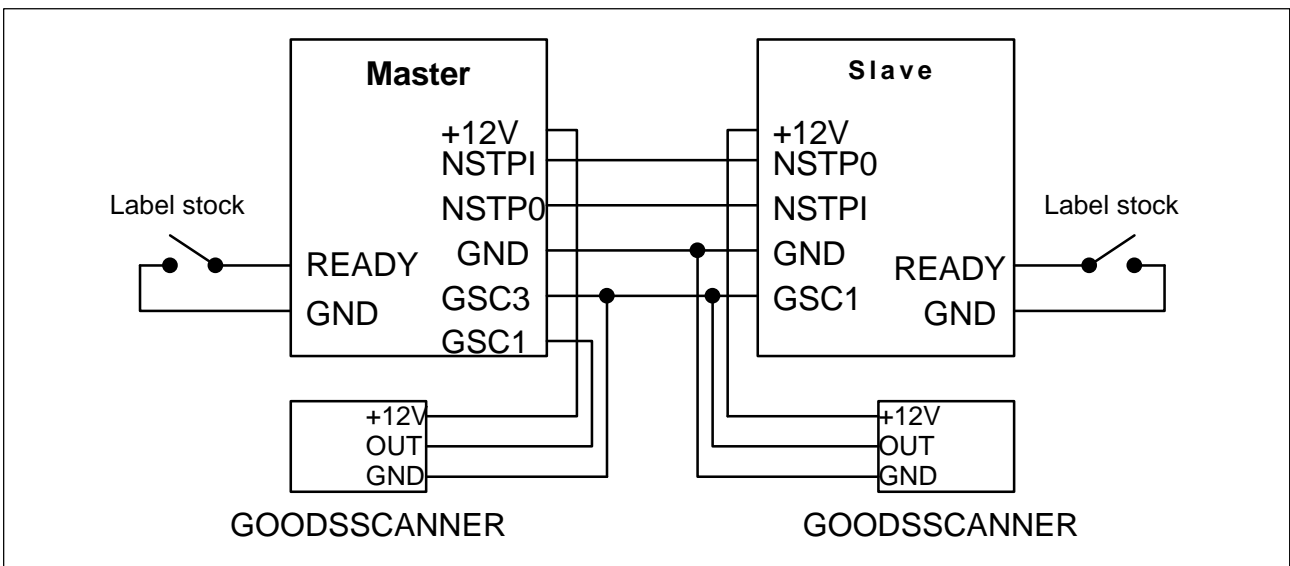 Master
+12V
NSTPI
NSTP0
GND
GSC3
GSC1
READY
GND
Label stock
Slave
+12V
NSTP0
NSTPI
GND
GSC1
READY
GND
Label stock
+12V
OUT
GND
GOODSSCANNER
+12V
OUT
GND
GOODSSCANNER